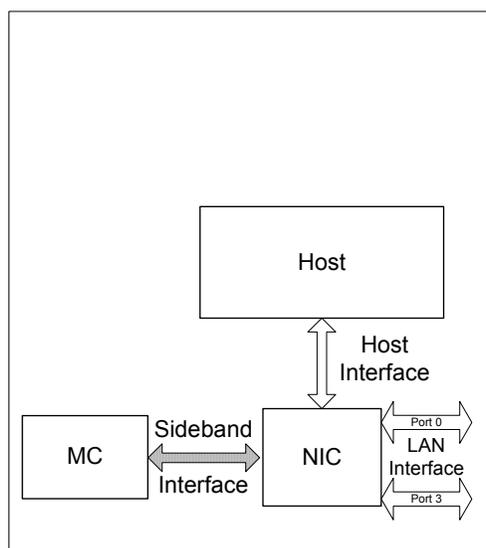 Host
Host
Interface
Sideband
Interface
MC
NIC
Port 0
LAN
Interface
Port 3